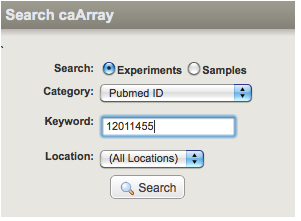 Search caArray
Search: Experiments Samples
Category: Pubmed ID
Keyword: 12011455
Location: (All Locations)
Search